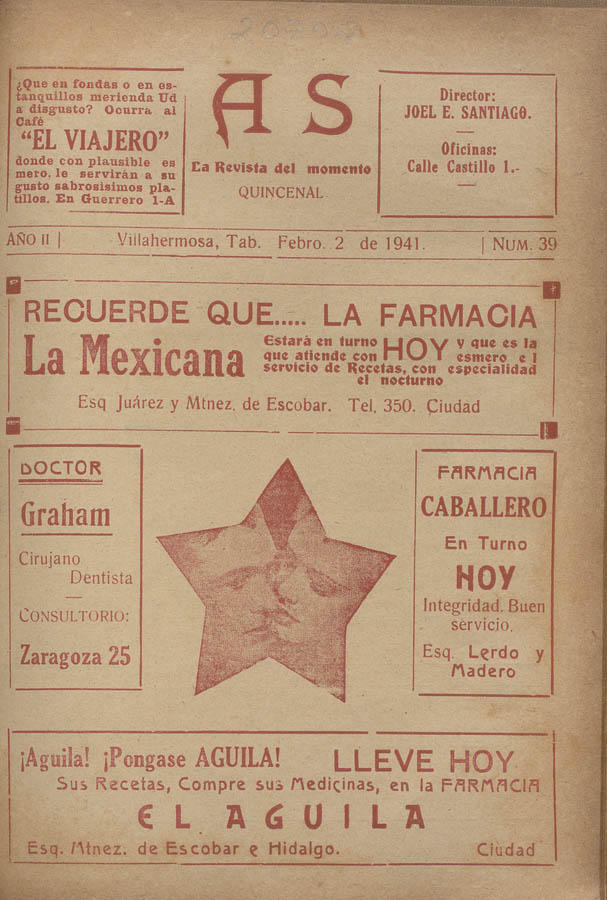 ¿Que en fondas o en es-
tanquillos merienda Ud
a disgusto? Ocurra al
Café
"EL VIAJERO"
donde con plausible es
mero, le servirán a su
gusto sabrosisimos pla-
tillos. En Guerrero 1-A
AS
La Revista del momento
QUINCENAL
Director:
JOEL E. SANTIAGO.
Oficinas:
Calle Castillo 1.-
AÑO II | Villahermosa, Tab. Febro. 2 de 1941. | NUM. 39
RECUERDE QUE..... LA FARMACIA
La Mexicana
Estará en turno HOY y que es la
que atiende con esmero el
servicio de Recetas, con especialidad
el nocturno
Esq Juárez y Mtnez. de Escobar. Tel. 350. Ciudad
DOCTOR
Graham
Cirujano
Dentista
CONSULTORIO:
Zaragoza 25
FARMACIA
CABALLERO
En Turno
HOY
Integridad. Buen
servicio.
Esq. Lerdo y
Madero
¡Aguila! ¡Pongase AGUILA! LLEVE HOY
Sus Recetas, Compre sus Medicinas, en la FARMACIA
EL AGUILA
Esq. Mtnez. de Escobar e Hidalgo. Ciudad